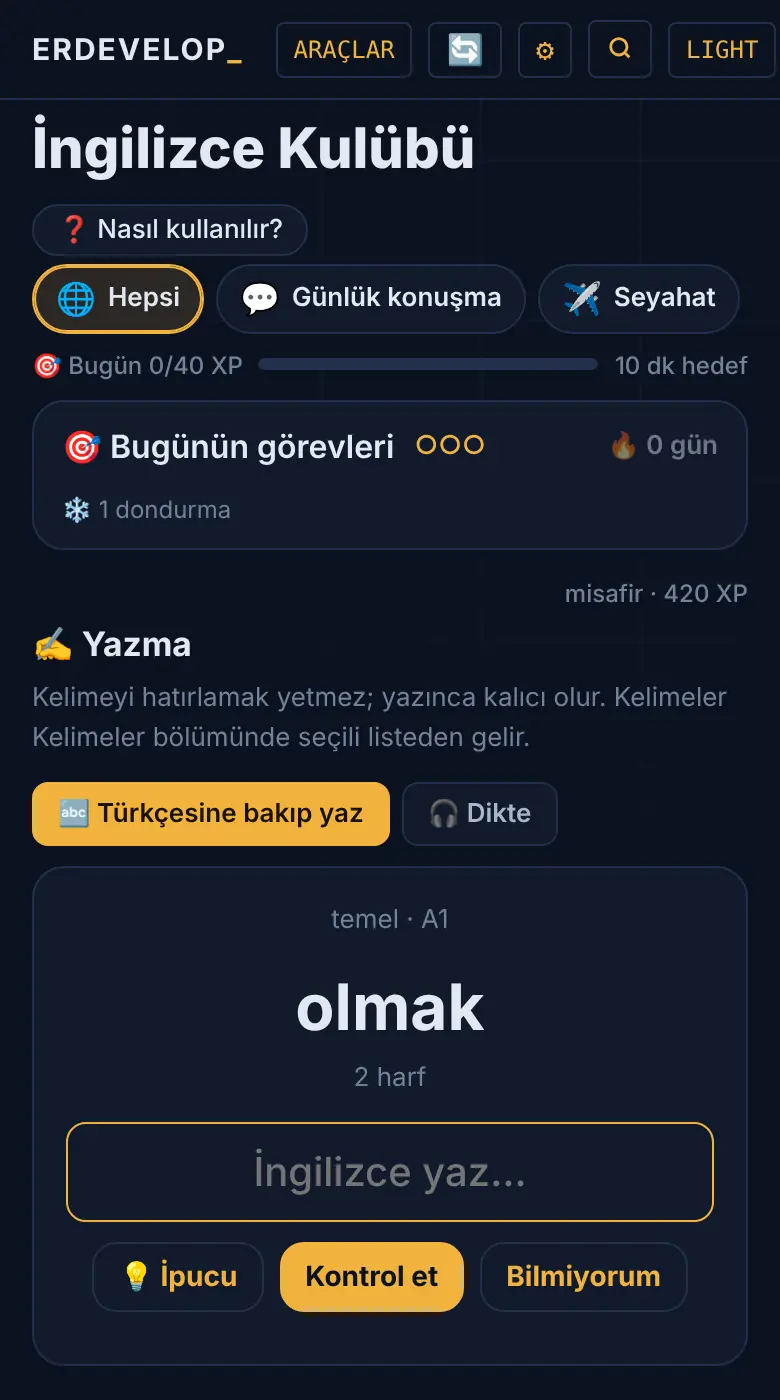 ERDEVELOP_ ARAÇLAR LIGHT
İngilizce Kulübü
❓ Nasıl kullanılır?
🌐 Hepsi 💬 Günlük konuşma ✈️ Seyahat
🎯 Bugün 0/40 XP 10 dk hedef
🎯 Bugünün görevleri ○○○ 🔥 0 gün
❄️ 1 dondurma
misafir · 420 XP
✍️ Yazma
Kelimeyi hatırlamak yetmez; yazınca kalıcı olur. Kelimeler
Kelimeler bölümünde seçili listeden gelir.
🔤 Türkçesine bakıp yaz 🎧 Dikte
temel · A1
olmak
2 harf
İngilizce yaz...
💡 İpucu Kontrol et Bilmiyorum